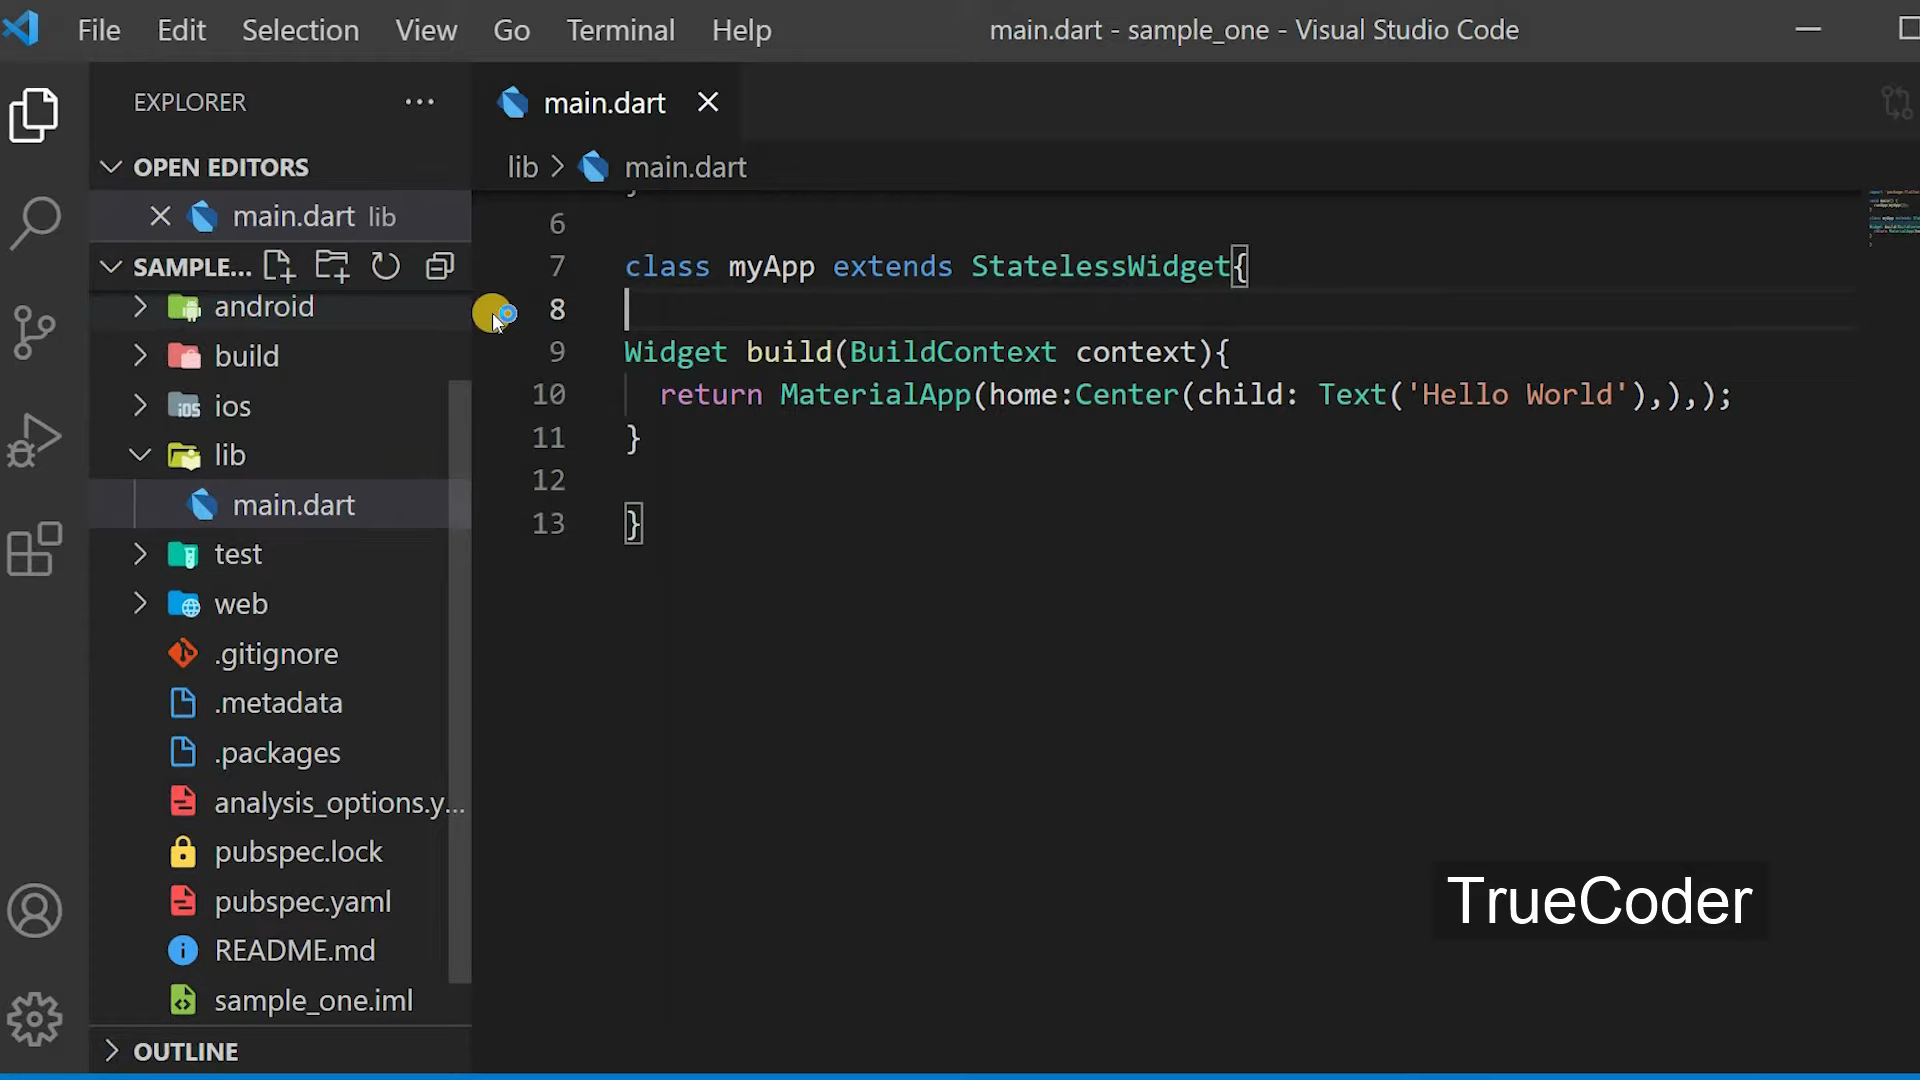 File Edit Selection View Go Terminal Help main.dart - sample_one - Visual Studio Code
EXPLORER
OPEN EDITORS
main.dart lib
SAMPLE...
android
build
ios
lib
main.dart
test
web
.gitignore
.metadata
.packages
analysis_options.y...
pubspec.lock
pubspec.yaml
README.md
sample_one.iml
OUTLINE
main.dart
lib > main.dart
6
7 class myApp extends StatelessWidget{
8
9 Widget build(BuildContext context){
10 return MaterialApp(home:Center(child: Text('Hello World'),),);
11 }
12
13 }
TrueCoder